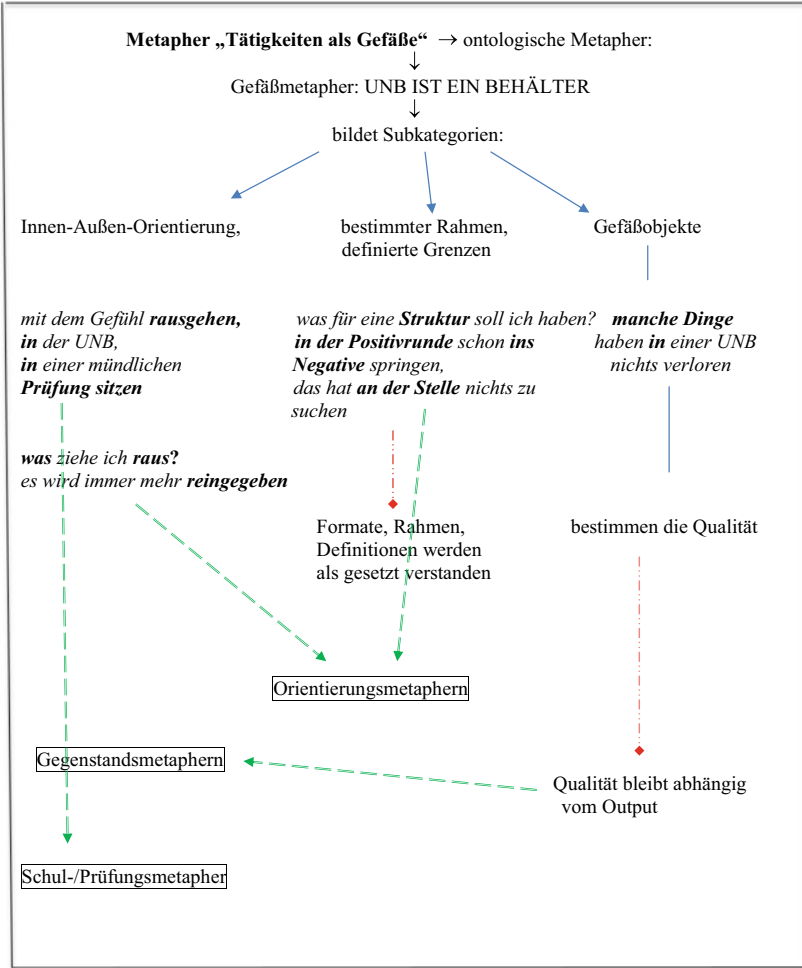 Metapher „Tätigkeiten als Gefäße“ → ontologische Metapher:
↓
Gefäßmetapher: UNB IST EIN BEHÄLTER
↓
bildet Subkategorien:
Innen-Außen-Orientierung,
bestimmter Rahmen,
definierte Grenzen
Gefäßobjekte
mit dem Gefühl rausgehen,
in der UNB,
in einer mündlichen
Prüfung sitzen
was für eine Struktur soll ich haben?
in der Positivrunde schon ins
Negative springen,
das hat an der Stelle nichts zu
suchen
manche Dinge
haben in einer UNB
nichts verloren
was ziehe ich raus?
es wird immer mehr reingegeben
Formate, Rahmen,
Definitionen werden
als gesetzt verstanden
bestimmen die Qualität
Orientierungsmetaphern
Gegenstandsmetaphern
Qualität bleibt abhängig
vom Output
Schul-/Prüfungsmetapher